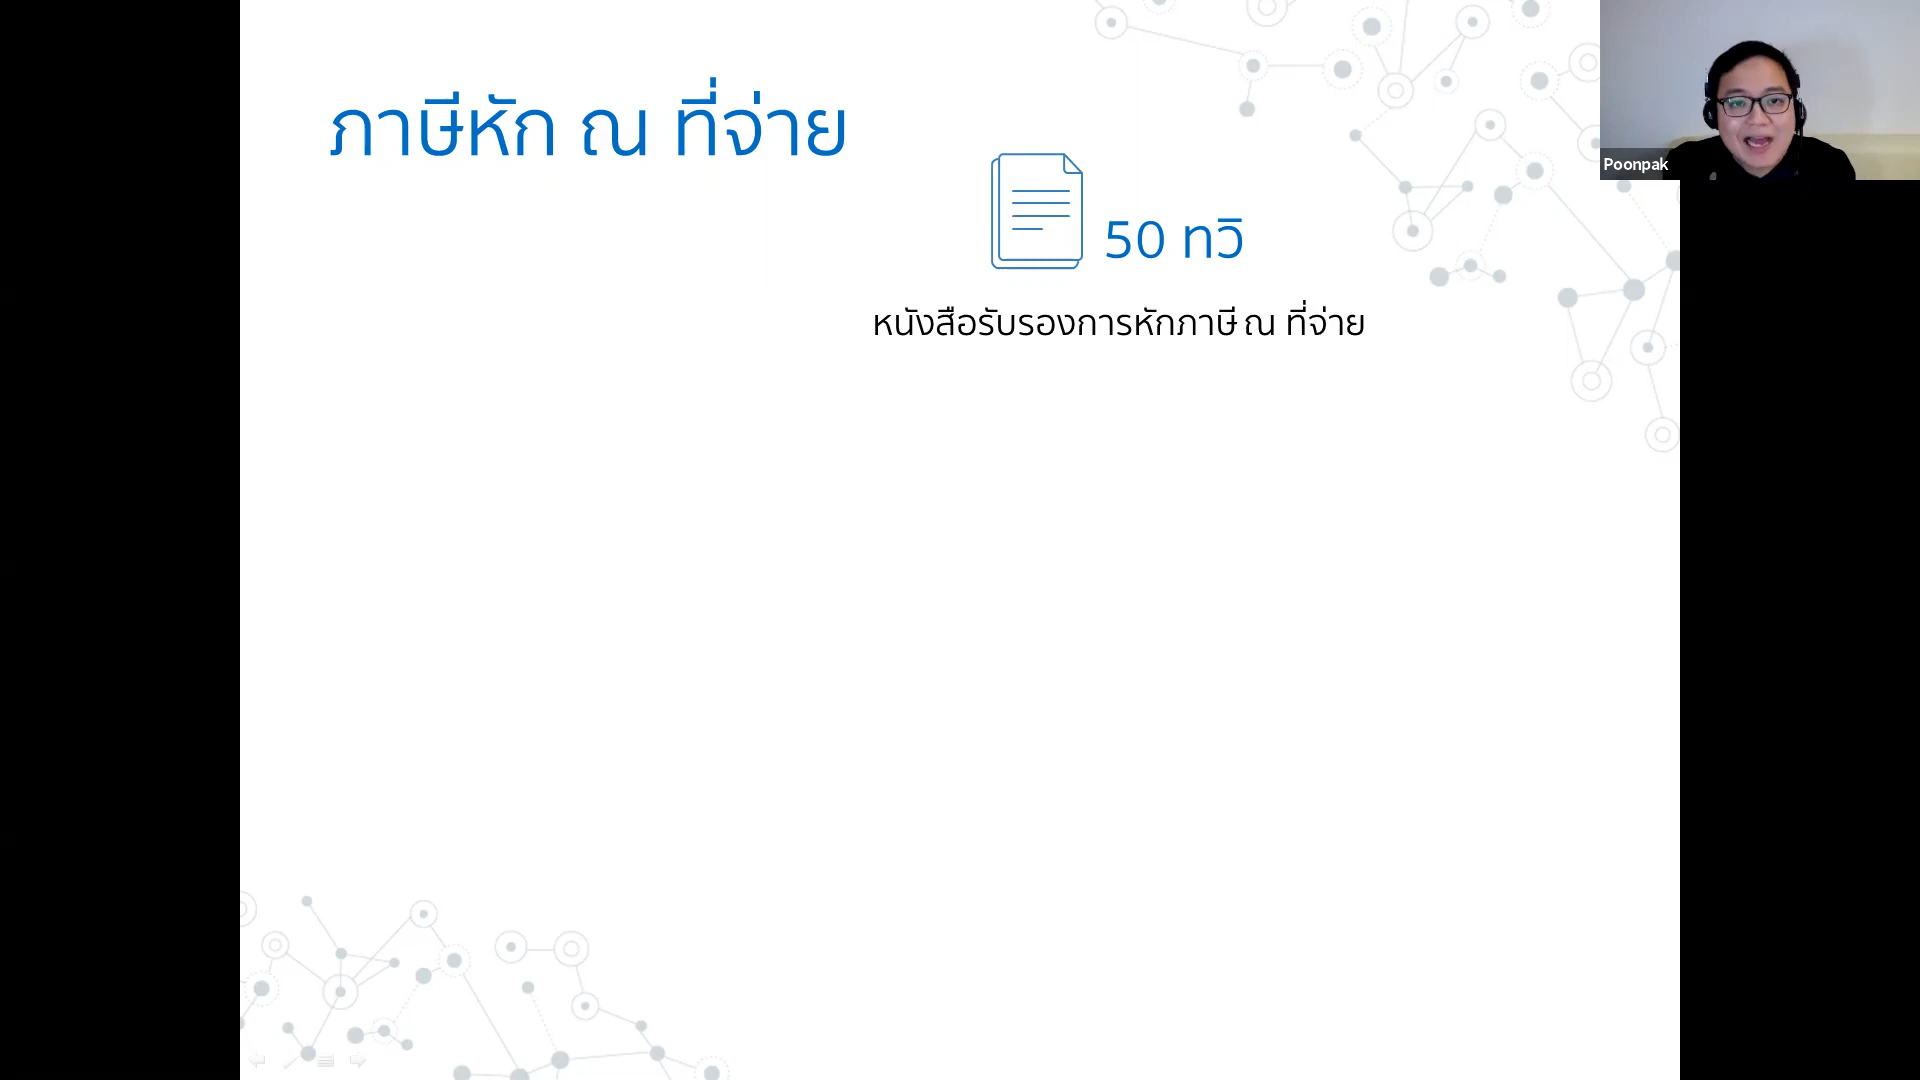 ภาษีหัก ณ ที่จ่าย
50 ทวิ
หนังสือรับรองการหักภาษี ณ ที่จ่าย
Poonpak